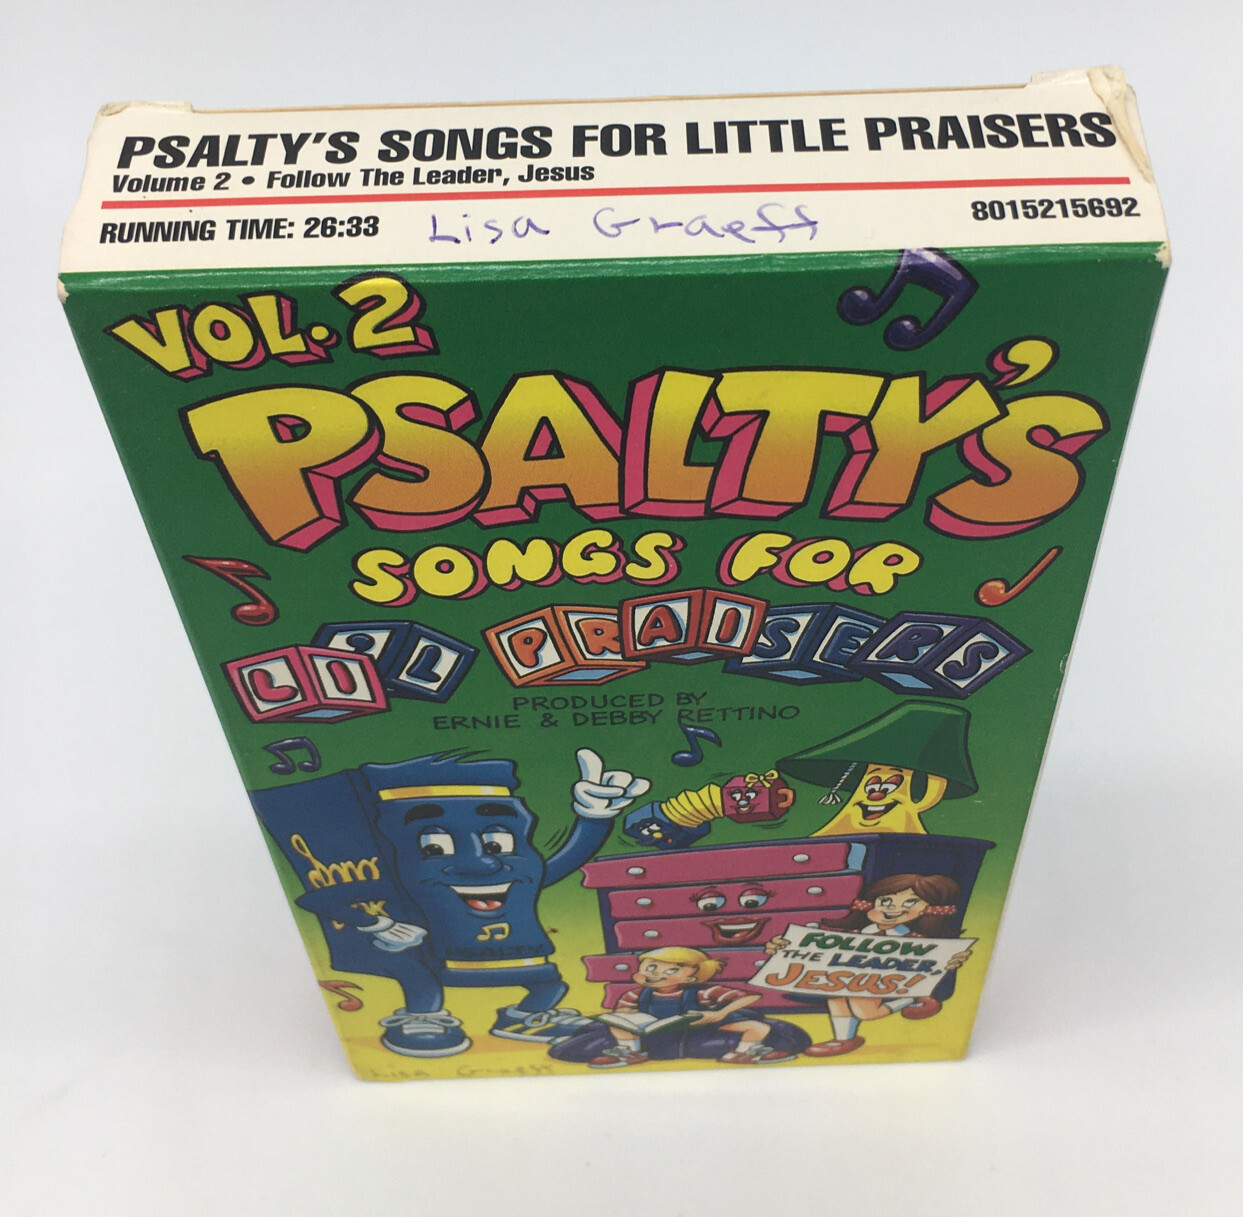 PSALTY'S SONGS FOR LITTLE PRAISERS
Volume 2 • Follow The Leader, Jesus
RUNNING TIME: 26:33 Lisa Graeff 8015215692
VOL. 2
PSALTY'S
SONGS FOR
LI'L PRAISERS
PRODUCED BY
ERNIE & DEBBY RETTINO
FOLLOW
THE LEADER,
JESUS!
PSALTY
Lisa Graeff